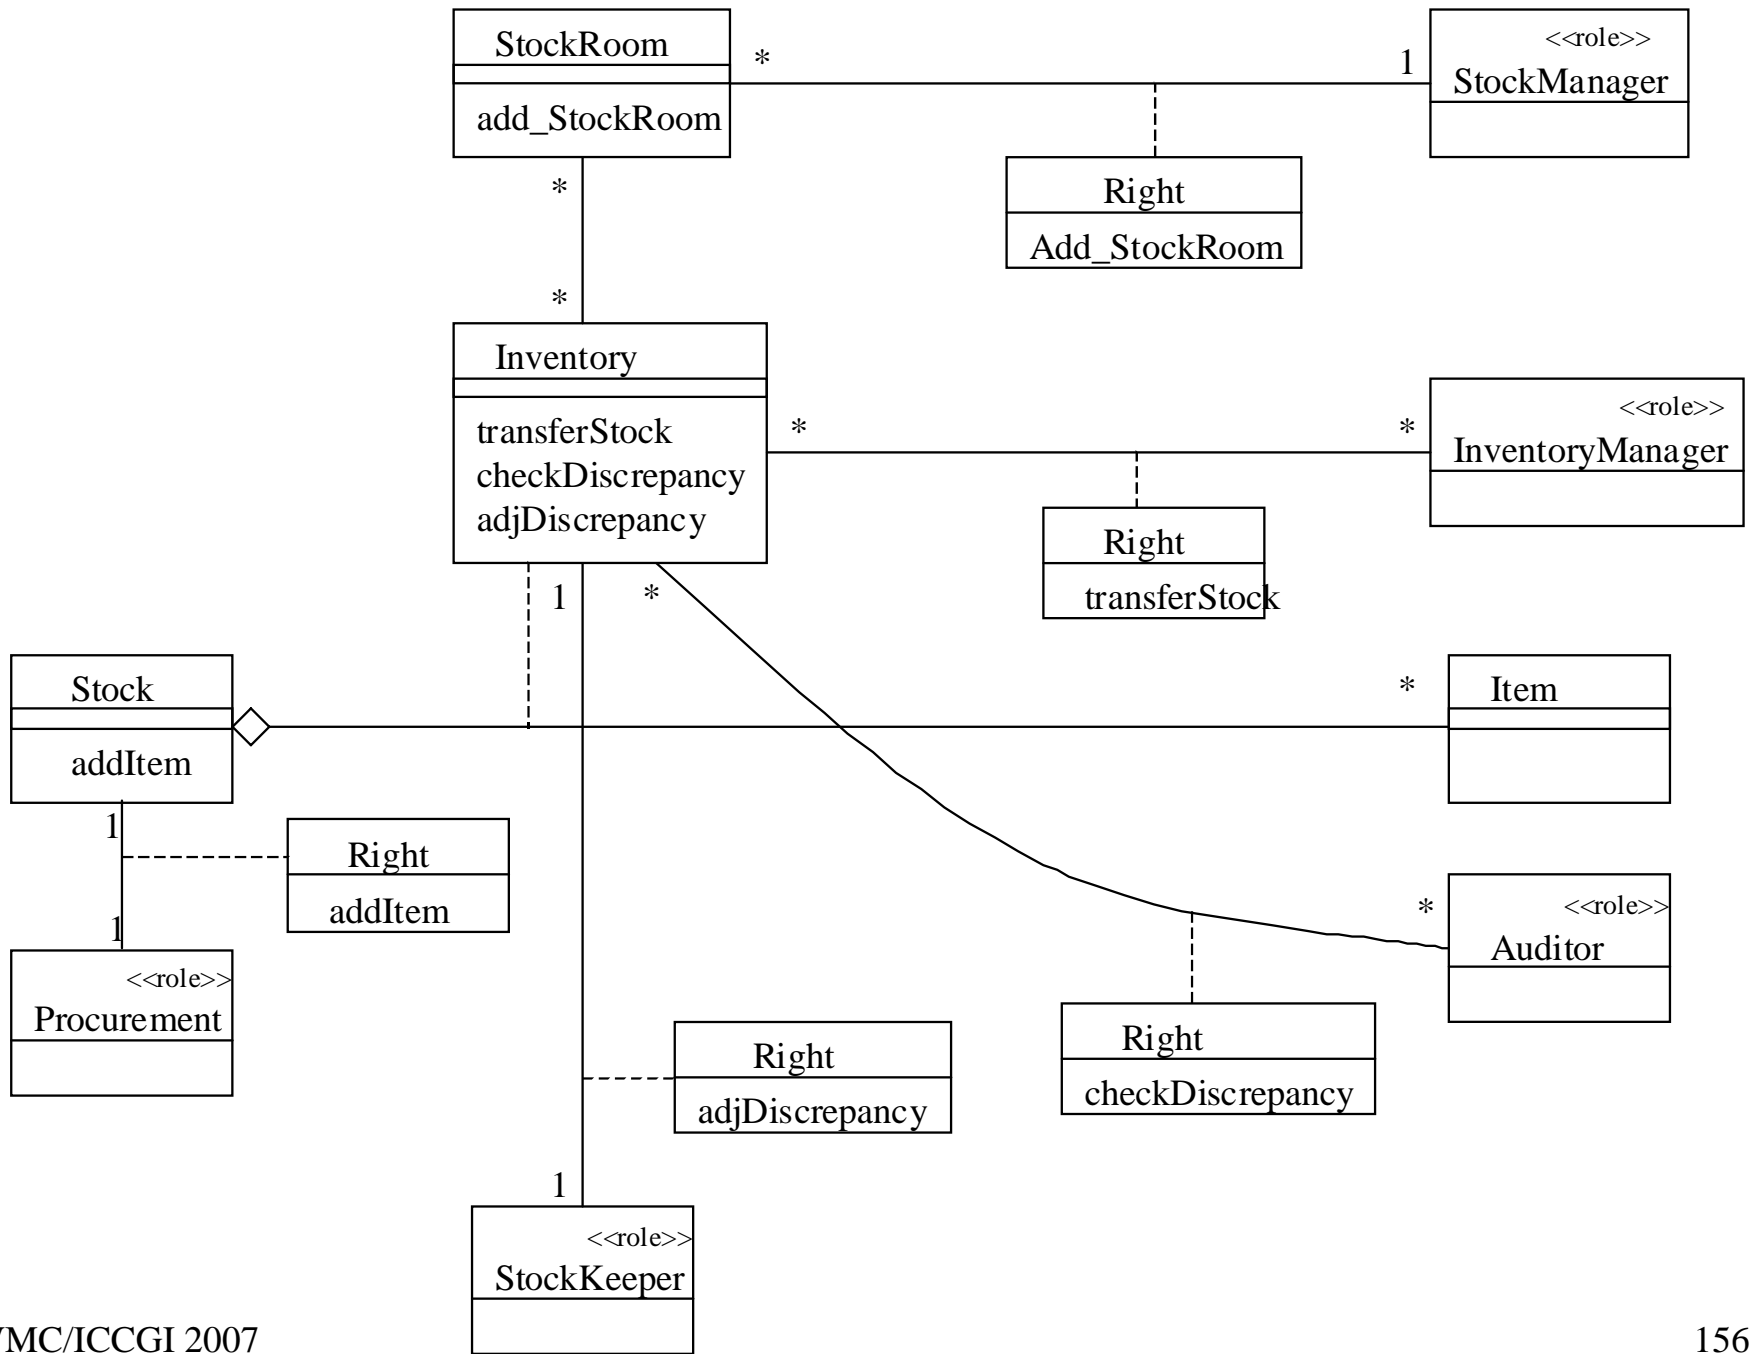 StockRoom
add_StockRoom
*
1
<<role>>
StockManager
Right
Add_StockRoom
*
*
Inventory
transferStock
checkDiscrepancy
adjDiscrepancy
*
*
<<role>>
InventoryManager
Right
transferStock
1
*
Stock
addItem
*
Item
1
Right
addItem
1
<<role>>
Procurement
*
<<role>>
Auditor
Right
adjDiscrepancy
Right
checkDiscrepancy
1
<<role>>
StockKeeper
MC/ICCGI 2007
156